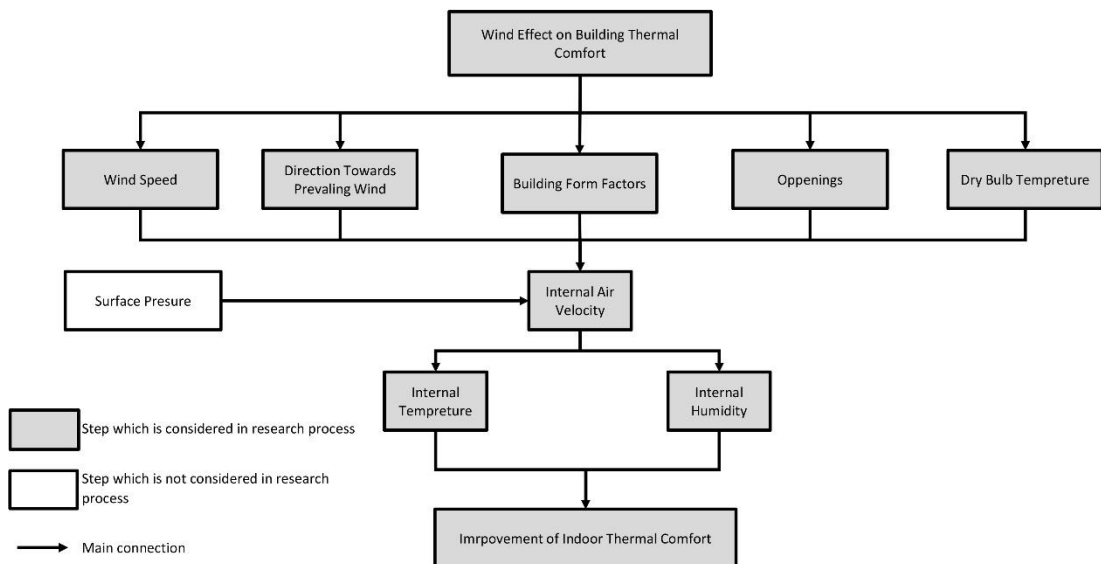 Wind Effect on Building Thermal
Comfort
Wind Speed
Direction Towards
Prevaling Wind
Building Form Factors
Oppenings
Dry Bulb Tempreture
Surface Presure
Internal Air
Velocity
Internal
Tempreture
Internal
Humidity
Step which is considered in research process
Step which is not considered in research
process
Main connection
Imrpovement of Indoor Thermal Comfort